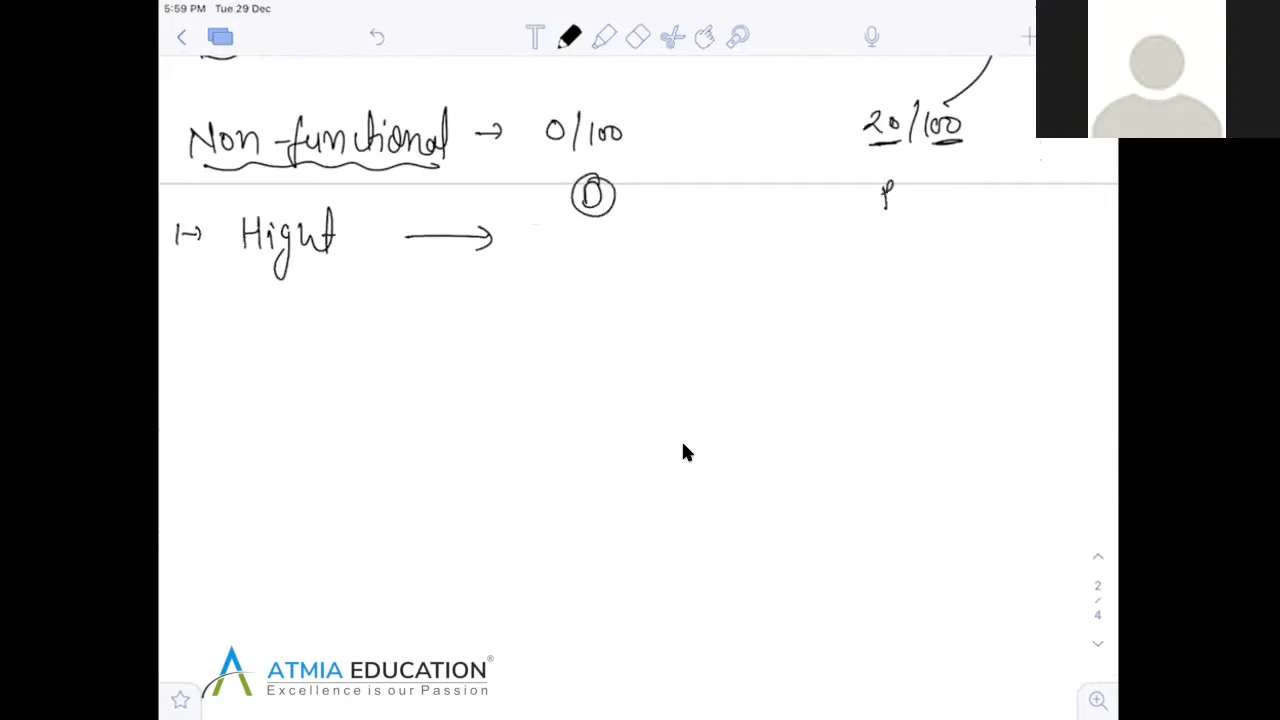 5:59 PM Tue 29 Dec
T
Non-functional → 0/100 20/100
D P
1→ Hight →
2
/
4
ATMIA EDUCATION®
Excellence is our Passion